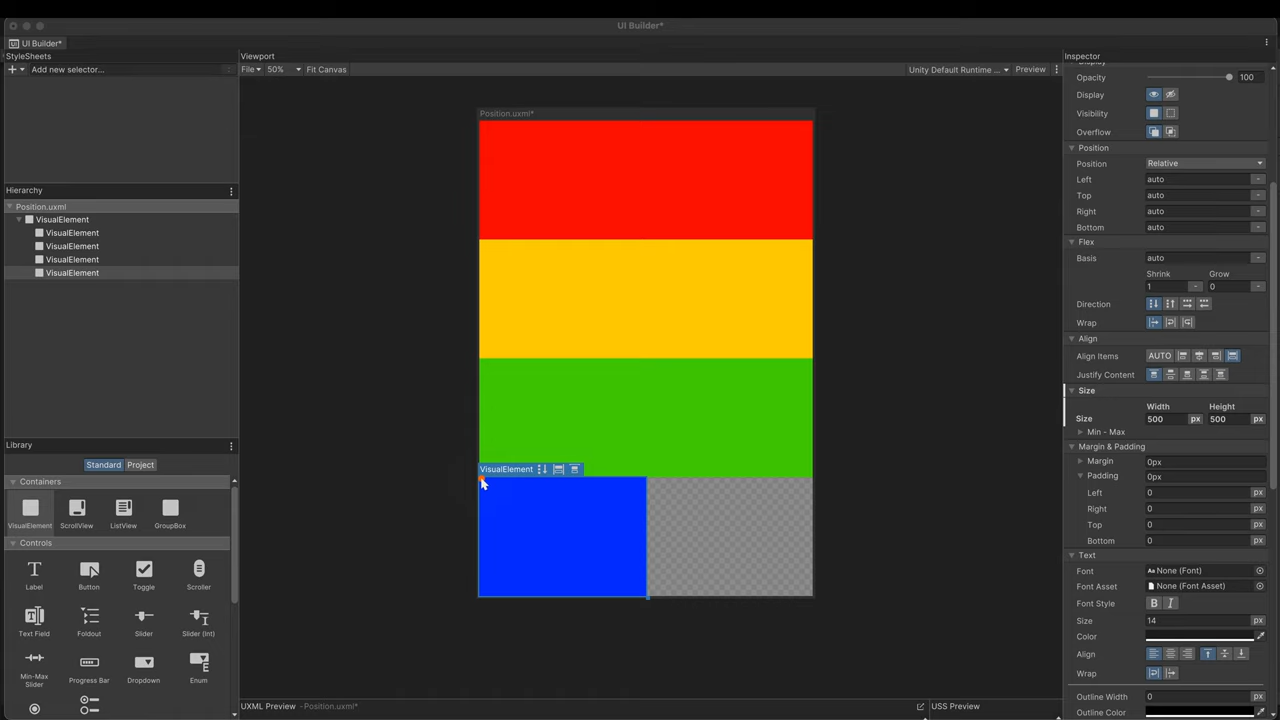 UI Builder*
UI Builder*
StyleSheets
Add new selector...
Hierarchy
Position.uxml*
VisualElement
VisualElement
VisualElement
VisualElement
VisualElement
Library
Standard Project
Containers
VisualElement ScrollView ListView GroupBox
Controls
Label Button Toggle Scroller
Text Field Foldout Slider Slider (Int)
Min-Max Slider Progress Bar Dropdown Enum
Viewport
File 50% Fit Canvas Unity Default Runtime ... Preview
Position.uxml*
VisualElement
UXML Preview - Position.uxml*
USS Preview
Inspector
Display
Opacity 100
Display
Visibility
Overflow
Position
Position Relative
Left auto
Top auto
Right auto
Bottom auto
Flex
Basis auto
Shrink Grow
1 0
Direction
Wrap
Align
Align Items AUTO
Justify Content
Size
Width Height
Size 500 px 500 px
Min - Max
Margin & Padding
Margin 0px
Padding 0px
Left 0 px
Right 0 px
Top 0 px
Bottom 0 px
Text
Font Aa None (Font)
Font Asset None (Font Asset)
Font Style B I
Size 14 px
Color
Align
Wrap
Outline Width 0 px
Outline Color